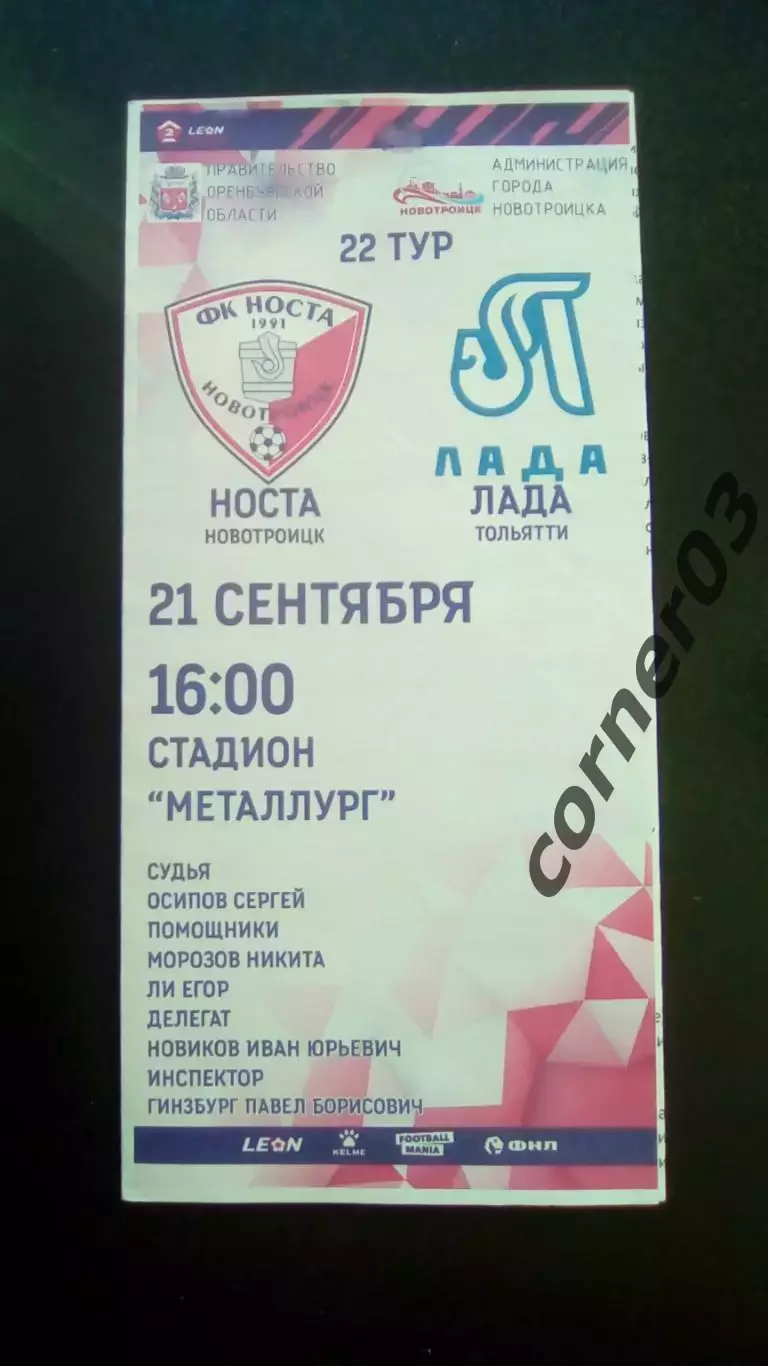 2 LEON
ПРАВИТЕЛЬСТВО
ОРЕНБУРГСКОЙ
ОБЛАСТИ
НОВОТРОИЦК
АДМИНИСТРАЦИЯ
ГОРОДА
НОВОТРОИЦКА
22 ТУР
ФК НОСТА
1991
НОВОТРОИЦК
ЛАДА
НОСТА
НОВОТРОИЦК
ЛАДА
ТОЛЬЯТТИ
21 СЕНТЯБРЯ
16:00
СТАДИОН
“МЕТАЛЛУРГ”
СУДЬЯ
ОСИПОВ СЕРГЕЙ
ПОМОЩНИКИ
МОРОЗОВ НИКИТА
ЛИ ЕГОР
ДЕЛЕГАТ
НОВИКОВ ИВАН ЮРЬЕВИЧ
ИНСПЕКТОР
ГИНЗБУРГ ПАВЕЛ БОРИСОВИЧ
LEON
KELME
FOOTBALL
MANIA
ФНЛ
corner03